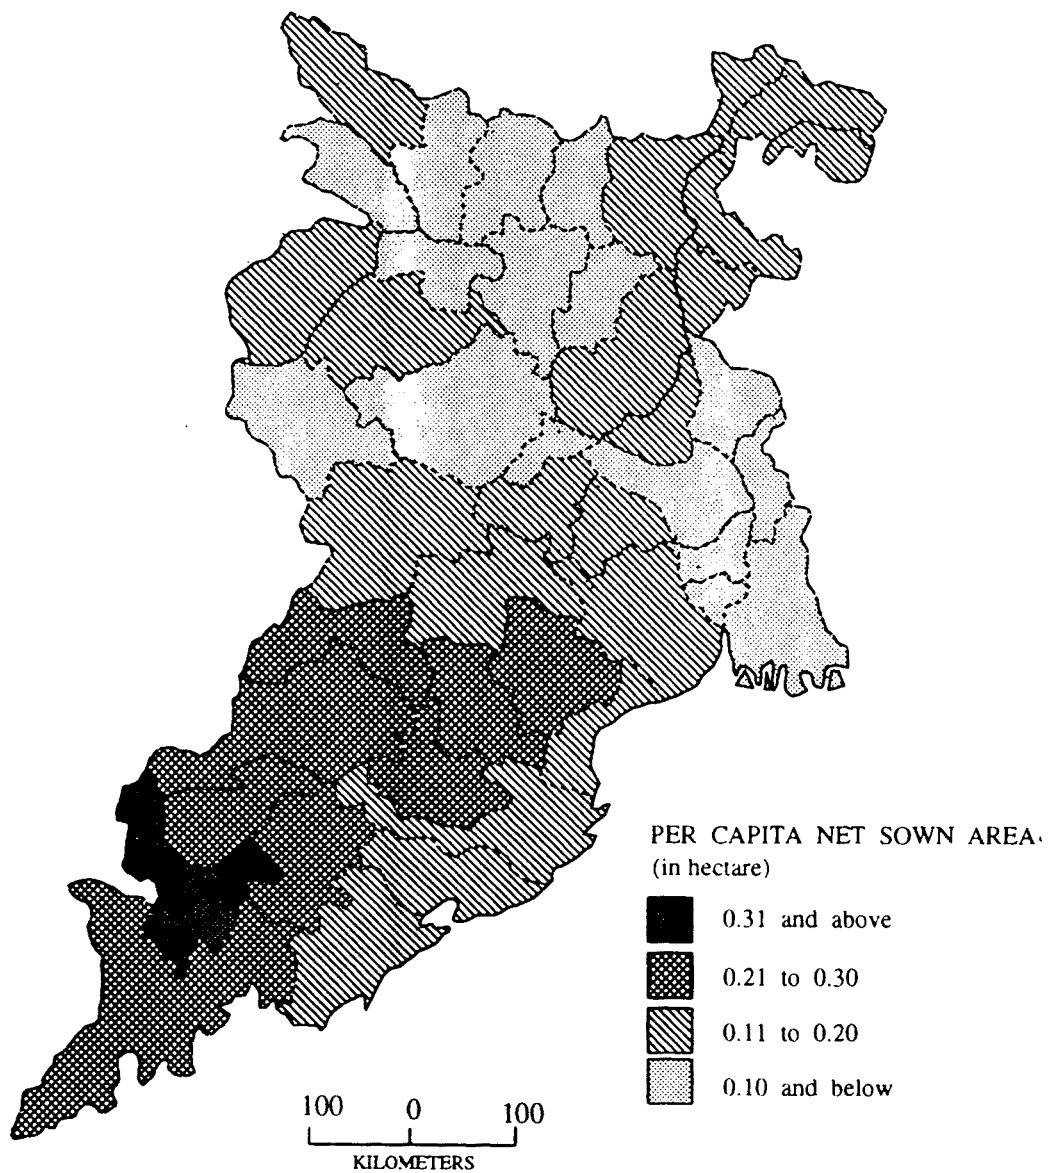 PER CAPITA NET SOWN AREA
(in hectare)
0.31 and above
0.21 to 0.30
0.11 to 0.20
0.10 and below
100 0 100
KILOMETERS